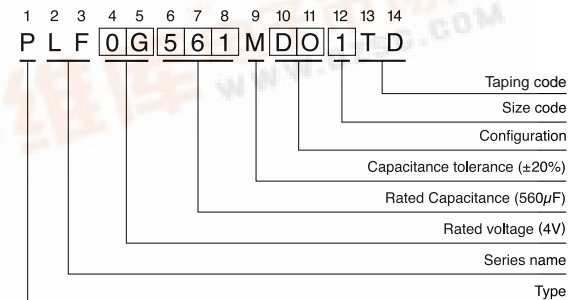 1 2 3 4 5 6 7 8 9 10 11 12 13 14
P L F 0 G 5 6 1 M D O 1 T D
Taping code
Size code
Configuration
Capacitance tolerance (±20%)
Rated Capacitance (560µF)
Rated voltage (4V)
Series name
Type